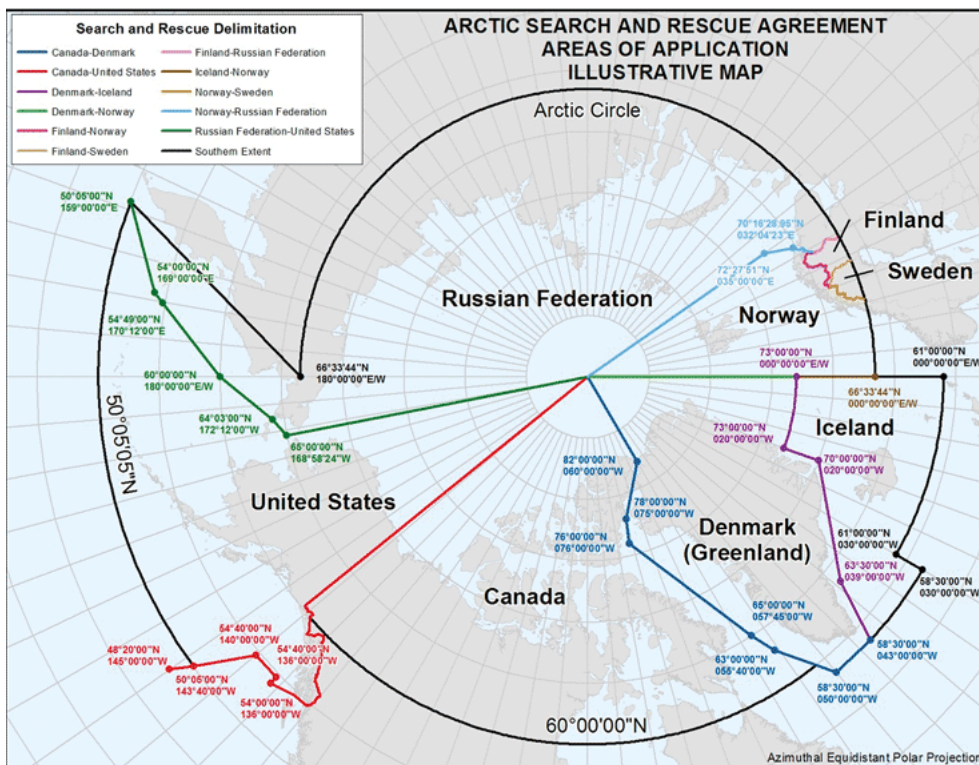 ARCTIC SEARCH AND RESCUE AGREEMENT
AREAS OF APPLICATION
ILLUSTRATIVE MAP
Search and Rescue Delimitation
Canada-Denmark
Canada-United States
Denmark-Iceland
Denmark-Norway
Finland-Norway
Finland-Sweden
Finland-Russian Federation
Iceland-Norway
Norway-Sweden
Norway-Russian Federation
Russian Federation-United States
Southern Extent
Arctic Circle
50°05'00"N
159°00'00"E
54°00'00"N
169°00'00"E
54°49'00"N
170°12'00"E
60°00'00"N
180°00'00"E/W
64°03'00"N
172°12'00"W
65°00'00"N
168°58'24"W
66°33'44"N
180°00'00"E/W
70°16'28.95"N
032°04'23"E
72°27'51"N
035°00'00"E
Finland
Sweden
Norway
Russian Federation
73°00'00"N
000°00'00"E/W
61°00'00"N
000°00'00"E/W
66°33'44"N
000°00'00"E/W
Iceland
73°00'00"N
020°00'00"W
70°00'00"N
020°00'00"W
50°05'05"N
United States
82°00'00"N
060°00'00"W
78°00'00"N
075°00'00"W
76°00'00"N
076°00'00"W
Denmark
(Greenland)
61°00'00"N
030°00'00"W
63°30'00"N
039°00'00"W
58°30'00"N
030°00'00"W
Canada
65°00'00"N
057°45'00"W
63°00'00"N
055°40'00"W
58°30'00"N
043°00'00"W
58°30'00"N
050°00'00"W
54°40'00"N
140°00'00"W
54°40'00"N
136°00'00"W
48°20'00"N
145°00'00"W
50°05'00"N
143°40'00"W
54°00'00"N
136°00'00"W
60°00'00"N
Azimuthal Equidistant Polar Projection